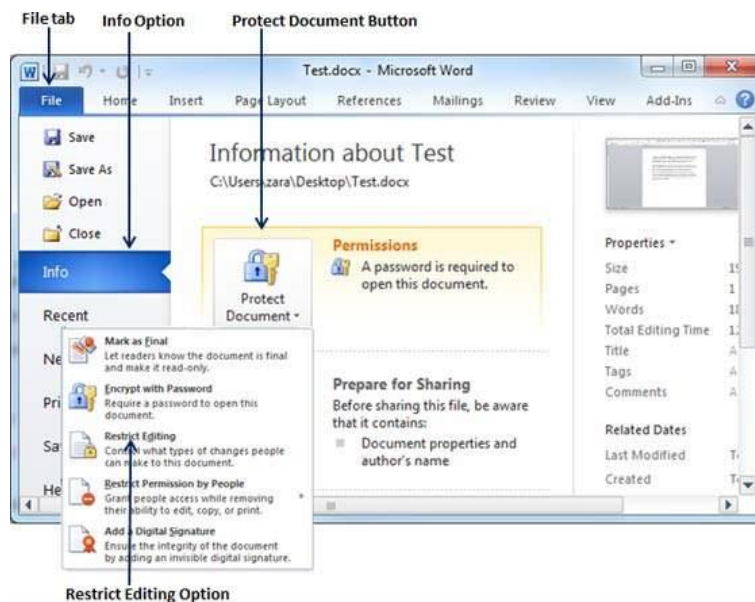 File tab
Info Option
Protect Document Button
Test.docx - Microsoft Word
File Home Insert Page Layout References Mailings Review View Add-Ins
Save
Save As
Open
Close
Info
Recent
Information about Test
C:\Users\zara\Desktop\Test.docx
Protect
Document
Permissions
A password is required to
open this document.
Prepare for Sharing
Before sharing this file, be aware
that it contains:
Document properties and
author's name
Mark as Final
Let readers know the document is final
and make it read-only.
Encrypt with Password
Require a password to open this
document.
Restrict Editing
Control what types of changes people
can make to this document.
Restrict Permission by People
Grant people access while removing
their ability to edit, copy, or print.
Add a Digital Signature
Ensure the integrity of the document
by adding an invisible digital signature.
Properties
Size
Pages 1
Words
Total Editing Time
Title
Tags
Comments
Related Dates
Last Modified
Created
Restrict Editing Option